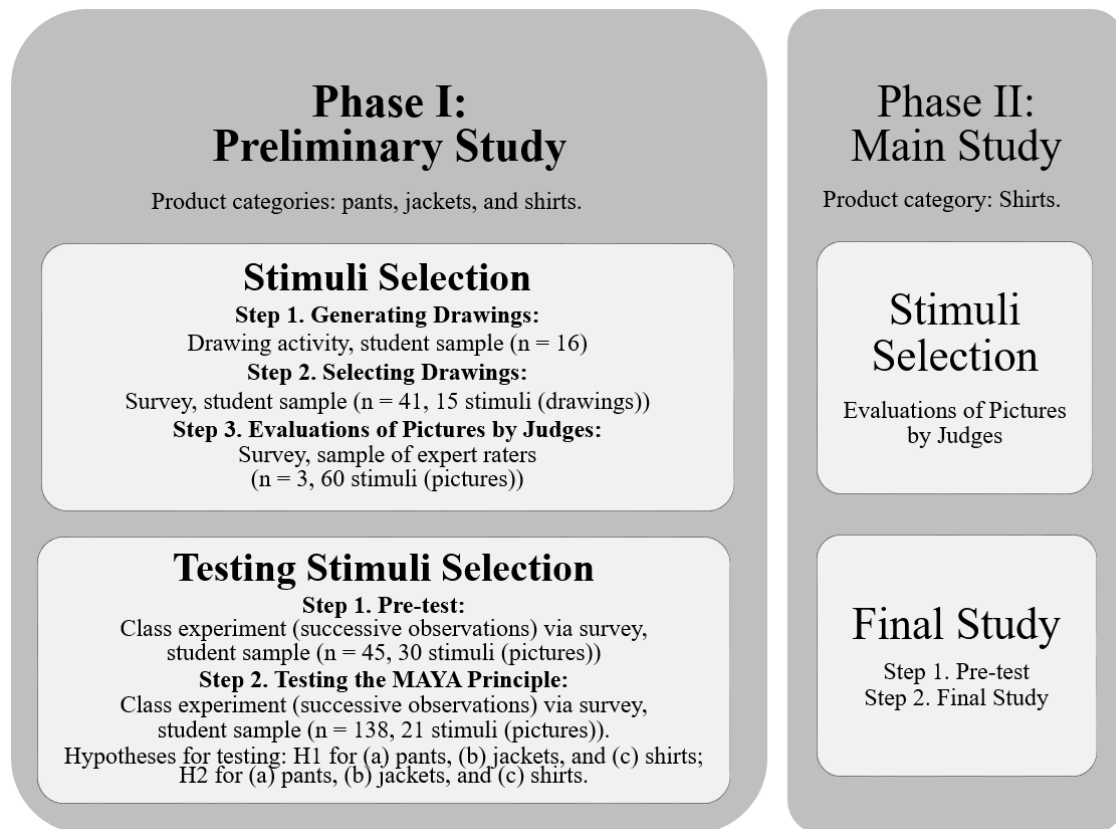 Phase I:
Preliminary Study
Product categories: pants, jackets, and shirts.
Stimuli Selection
Step 1. Generating Drawings:
Drawing activity, student sample (n = 16)
Step 2. Selecting Drawings:
Survey, student sample (n = 41, 15 stimuli (drawings))
Step 3. Evaluations of Pictures by Judges:
Survey, sample of expert raters
(n = 3, 60 stimuli (pictures))
Testing Stimuli Selection
Step 1. Pre-test:
Class experiment (successive observations) via survey,
student sample (n = 45, 30 stimuli (pictures))
Step 2. Testing the MAYA Principle:
Class experiment (successive observations) via survey,
student sample (n = 138, 21 stimuli (pictures)).
Hypotheses for testing: H1 for (a) pants, (b) jackets, and (c) shirts;
H2 for (a) pants, (b) jackets, and (c) shirts.
Phase II:
Main Study
Product category: Shirts.
Stimuli
Selection
Evaluations of Pictures
by Judges
Final Study
Step 1. Pre-test
Step 2. Final Study